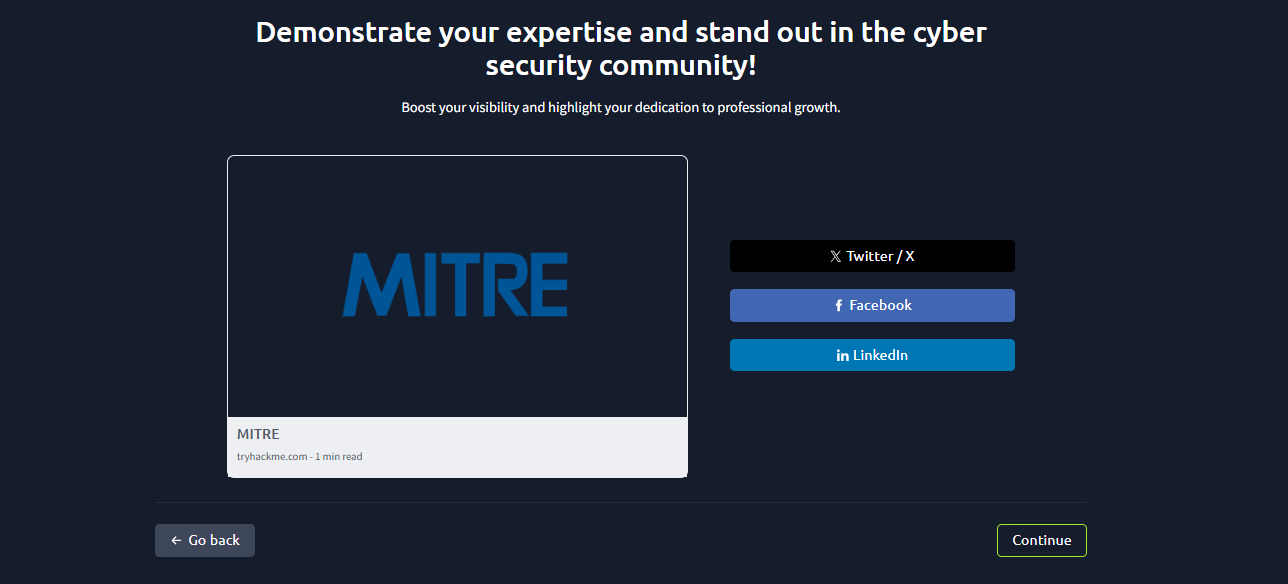 Demonstrate your expertise and stand out in the cyber
security community!
Boost your visibility and highlight your dedication to professional growth.
MITRE
MITRE
tryhackme.com - 1 min read
𝕏 Twitter / X
f Facebook
in LinkedIn
← Go back
Continue